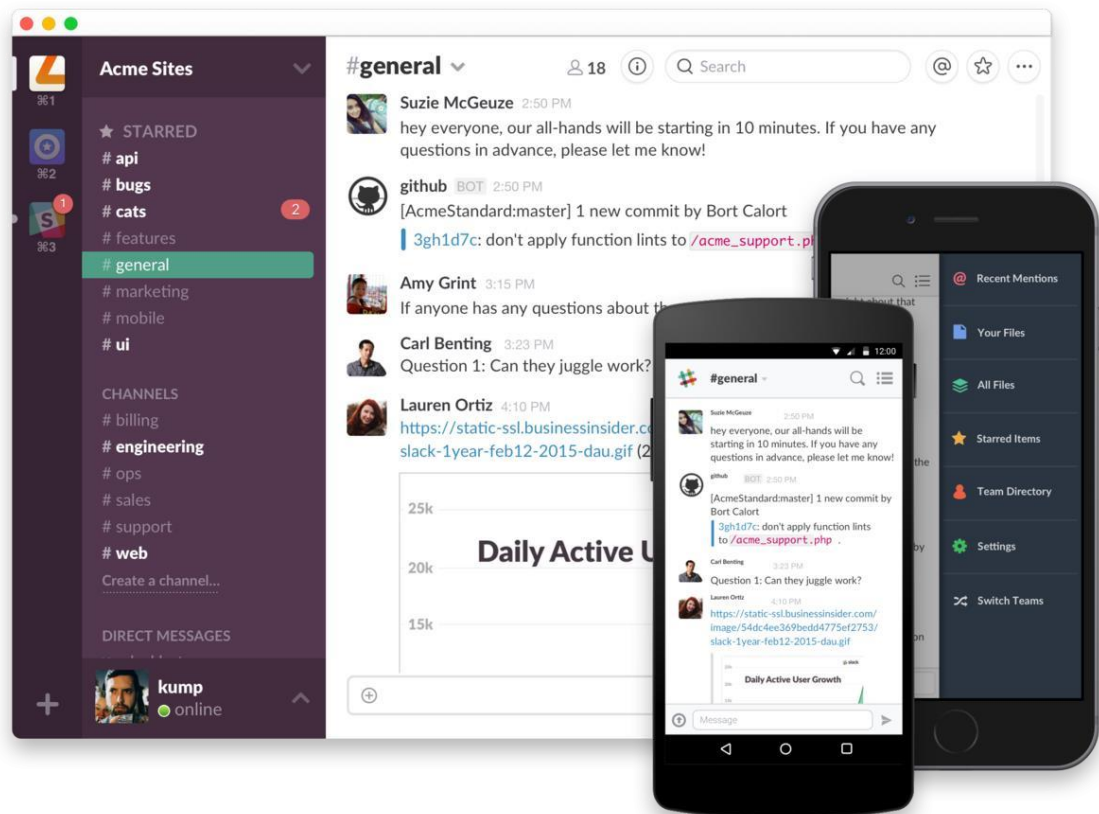 ⌘1
⌘2
1
S
⌘3
Acme Sites
STARRED
# api
# bugs
# cats 2
# features
# general
# marketing
# mobile
# ui
CHANNELS
# billing
# engineering
# ops
# sales
# support
# web
Create a channel...
DIRECT MESSAGES
kump
online
#general
18
Search
Suzie McGeuze 2:50 PM
hey everyone, our all-hands will be starting in 10 minutes. If you have any
questions in advance, please let me know!
github BOT 2:50 PM
[AcmeStandard:master] 1 new commit by Bort Calort
3gh1d7c: don't apply function lints to /acme_support.ph
Amy Grint 3:15 PM
If anyone has any questions about
Carl Benting 3:23 PM
Question 1: Can they juggle work?
Lauren Ortiz 4:10 PM
https://static-ssl.businessinsider.co
slack-1year-feb12-2015-dau.gif (2
25k
Daily Active U
20k
15k
12:00
#general
Suzie McGeuze 2:50 PM
hey everyone, our all-hands will be
starting in 10 minutes. If you have any
questions in advance, please let me know!
github BOT 2:50 PM
[AcmeStandard:master] 1 new commit by
Bort Calort
3gh1d7c: don't apply function lints
to /acme_support.php .
Carl Benting 3:23 PM
Question 1: Can they juggle work?
Lauren Ortiz 4:10 PM
https://static-ssl.businessinsider.com/
image/54dc4ee369bedd4775ef2753/
slack-1year-feb12-2015-dau.gif
slack
Daily Active User Growth
Message
about that
the
by
on
Recent Mentions
Your Files
All Files
Starred Items
Team Directory
Settings
Switch Teams